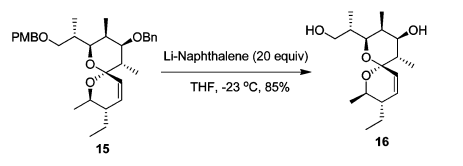 PMBO
OBn
O
O
15
Li-Naphthalene (20 equiv)
THF, -23 ºC, 85%
HO
OH
O
O
16